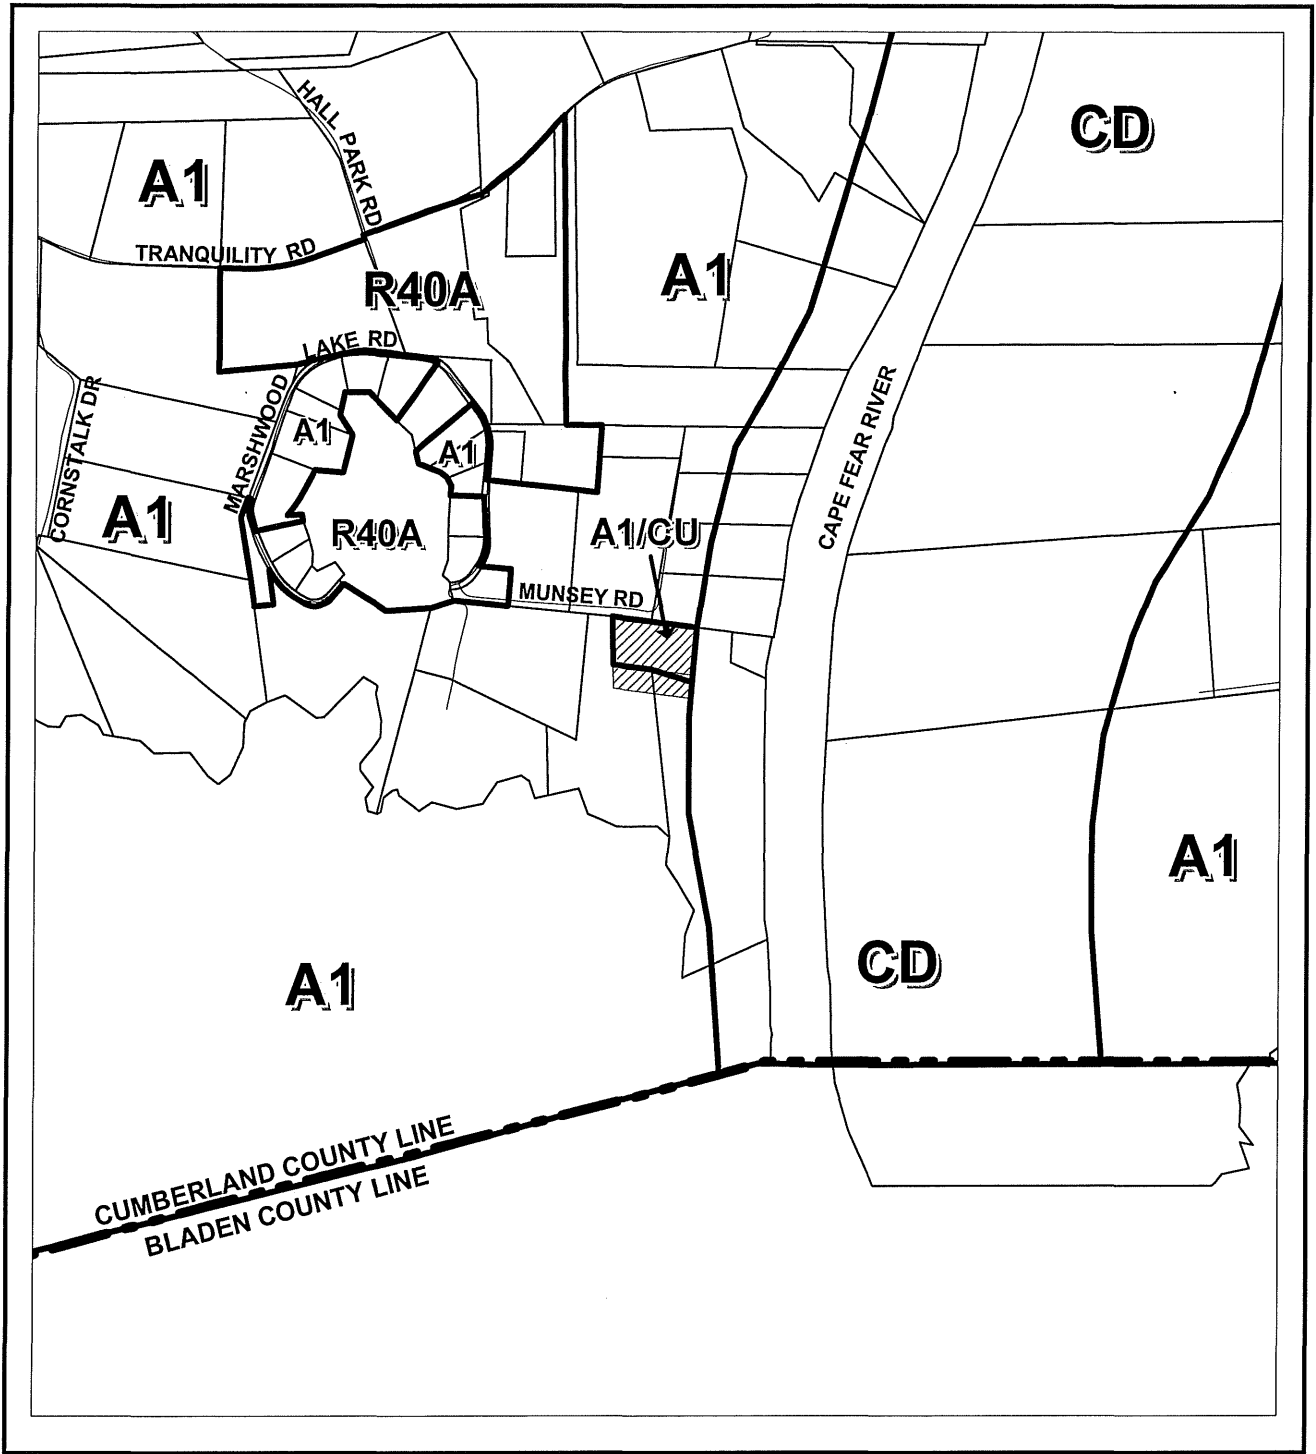 CD
HALL PARK RD
A1
TRANQUILITY RD
R40A
A1
LAKE RD
MARSHWOOD
CORNSTALK DR
CAPE FEAR RIVER
A1
A1
A1
R40A
A1/CU
MUNSEY RD
A1
CD
A1
CUMBERLAND COUNTY LINE
BLADEN COUNTY LINE